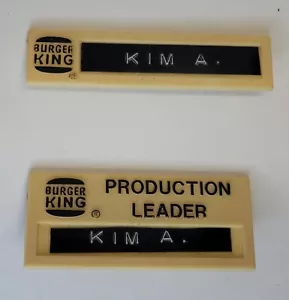 BURGER
KING
®
KIM A.
BURGER
KING
®
PRODUCTION
LEADER
KIM A.